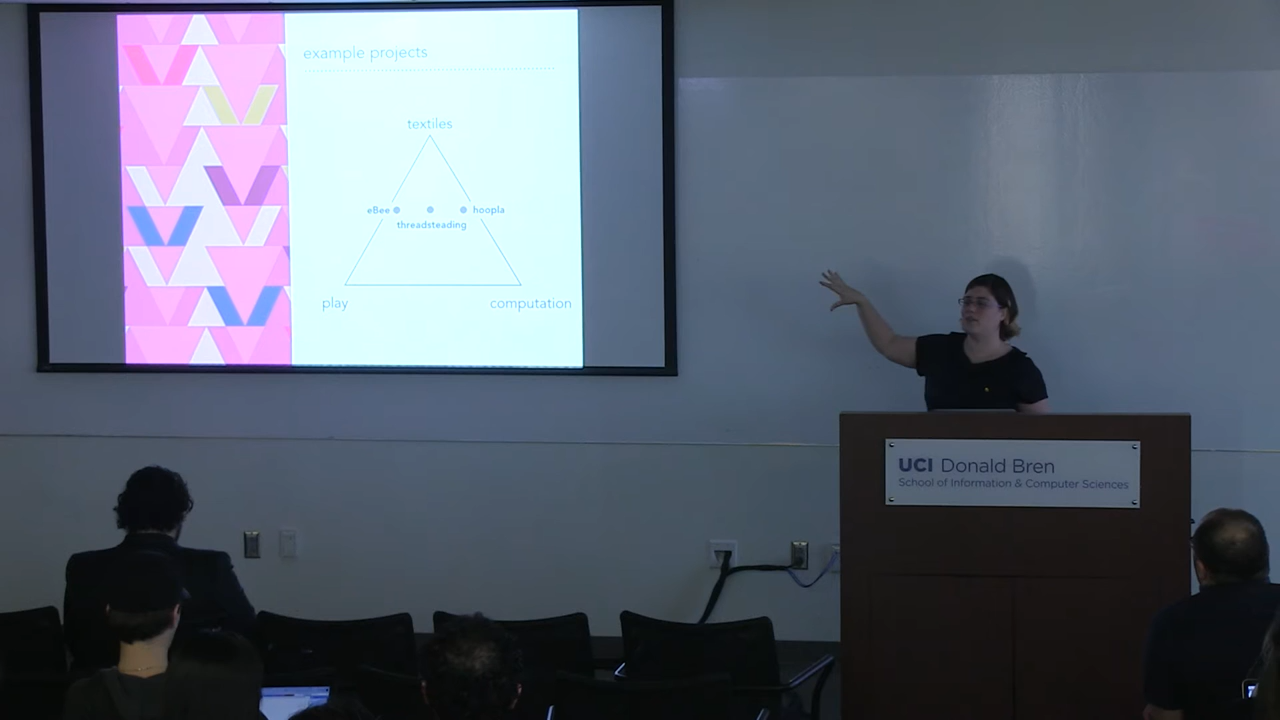 example projects
textiles
eBee
hoopla
threadsteading
play
computation
UCI Donald Bren
School of Information & Computer Sciences